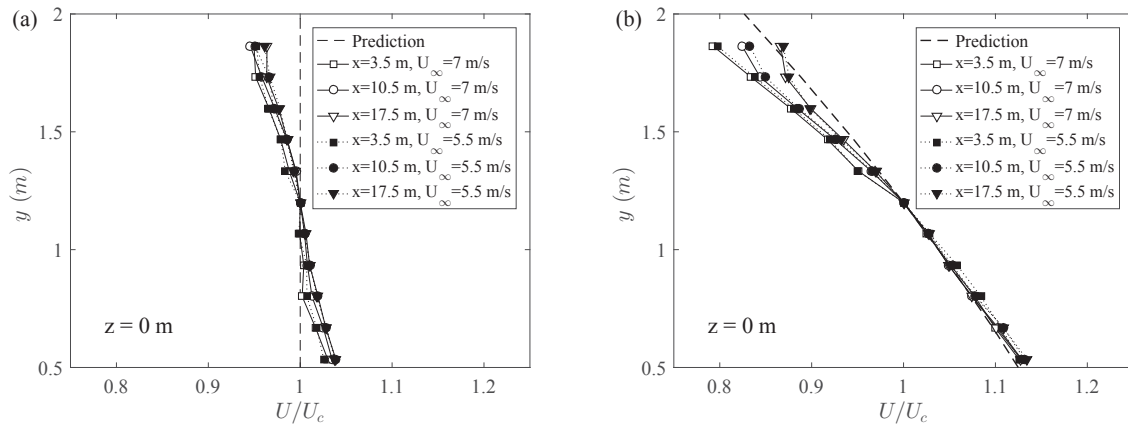 (a)
2
1.5
1
0.5
y (m)
0.8
0.9
1
1.1
1.2
U/U_c
z = 0 m
Prediction
x=3.5 m, U_∞=7 m/s
x=10.5 m, U_∞=7 m/s
x=17.5 m, U_∞=7 m/s
x=3.5 m, U_∞=5.5 m/s
x=10.5 m, U_∞=5.5 m/s
x=17.5 m, U_∞=5.5 m/s
(b)
2
1.5
1
0.5
y (m)
0.8
0.9
1
1.1
1.2
U/U_c
z = 0 m
Prediction
x=3.5 m, U_∞=7 m/s
x=10.5 m, U_∞=7 m/s
x=17.5 m, U_∞=7 m/s
x=3.5 m, U_∞=5.5 m/s
x=10.5 m, U_∞=5.5 m/s
x=17.5 m, U_∞=5.5 m/s